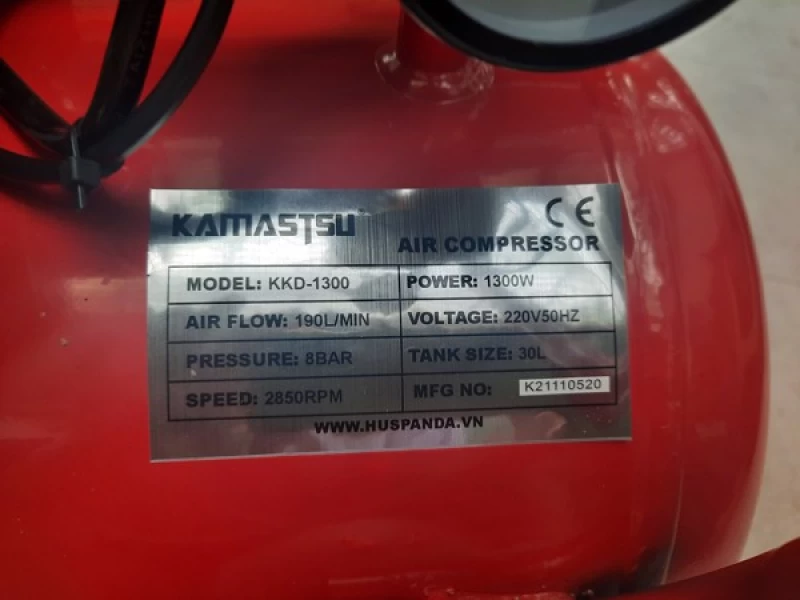 KAMASTSU
CE
AIR COMPRESSOR
MODEL: KKD-1300
POWER: 1300W
AIR FLOW: 190L/MIN
VOLTAGE: 220V50HZ
PRESSURE: 8BAR
TANK SIZE: 30L
SPEED: 2850RPM
MFG NO: K21110520
WWW.HUSPANDA.VN